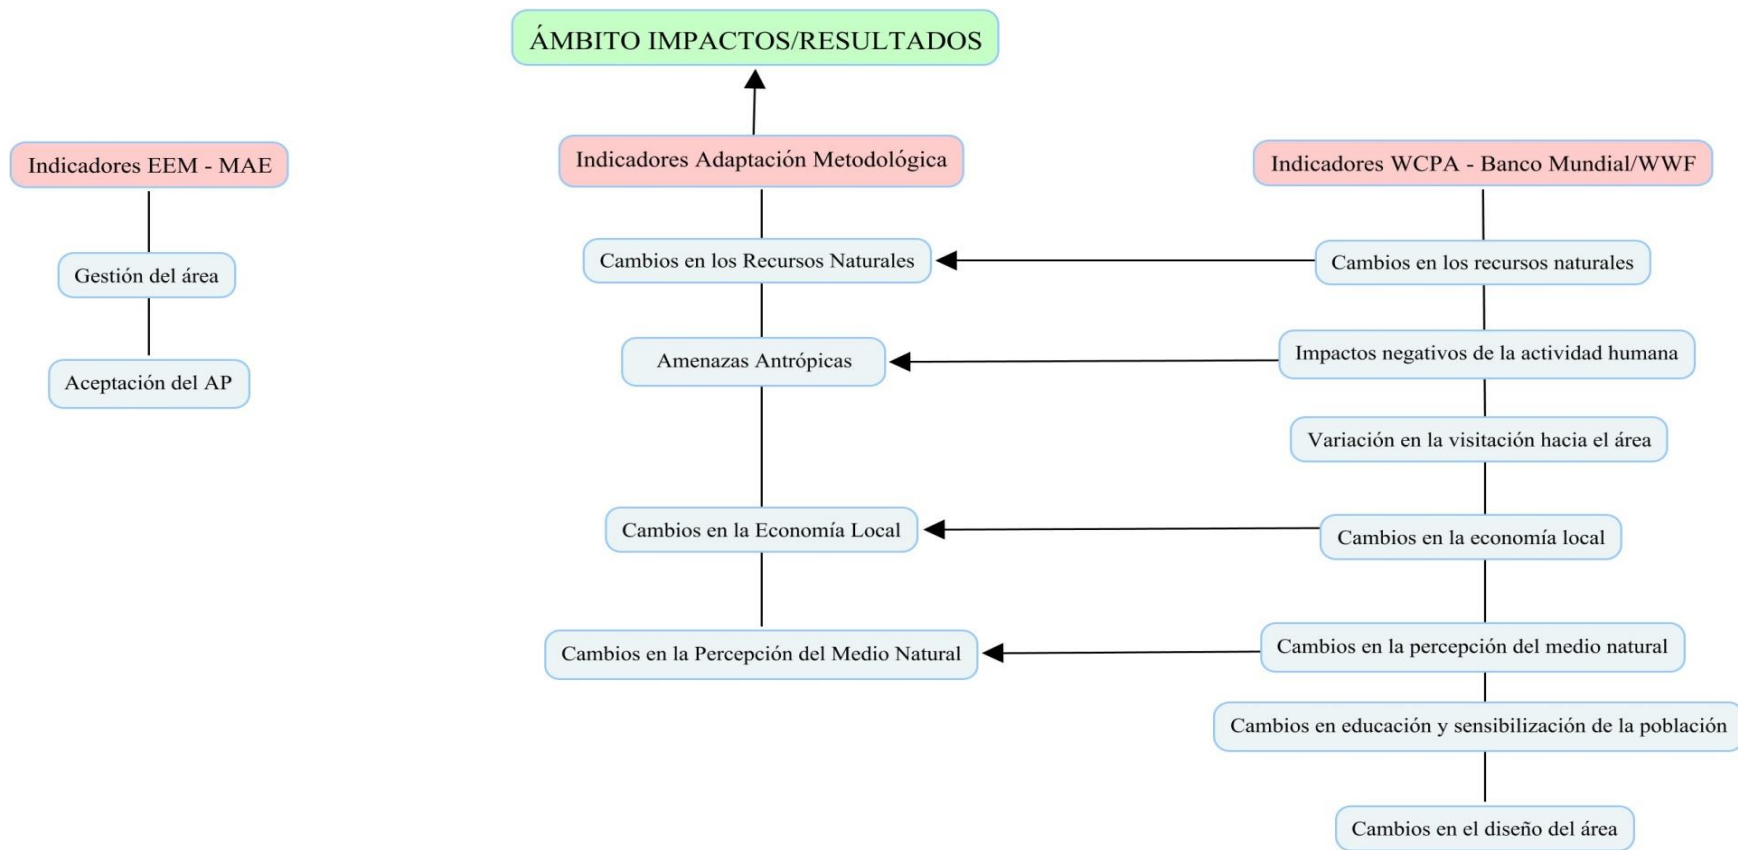 ÁMBITO IMPACTOS/RESULTADOS
Indicadores EEM - MAE
Gestión del área
Aceptación del AP
Indicadores Adaptación Metodológica
Cambios en los Recursos Naturales
Amenazas Antrópicas
Cambios en la Economía Local
Cambios en la Percepción del Medio Natural
Indicadores WCPA - Banco Mundial/WWF
Cambios en los recursos naturales
Impactos negativos de la actividad humana
Variación en la visitación hacia el área
Cambios en la economía local
Cambios en la percepción del medio natural
Cambios en educación y sensibilización de la población
Cambios en el diseño del área